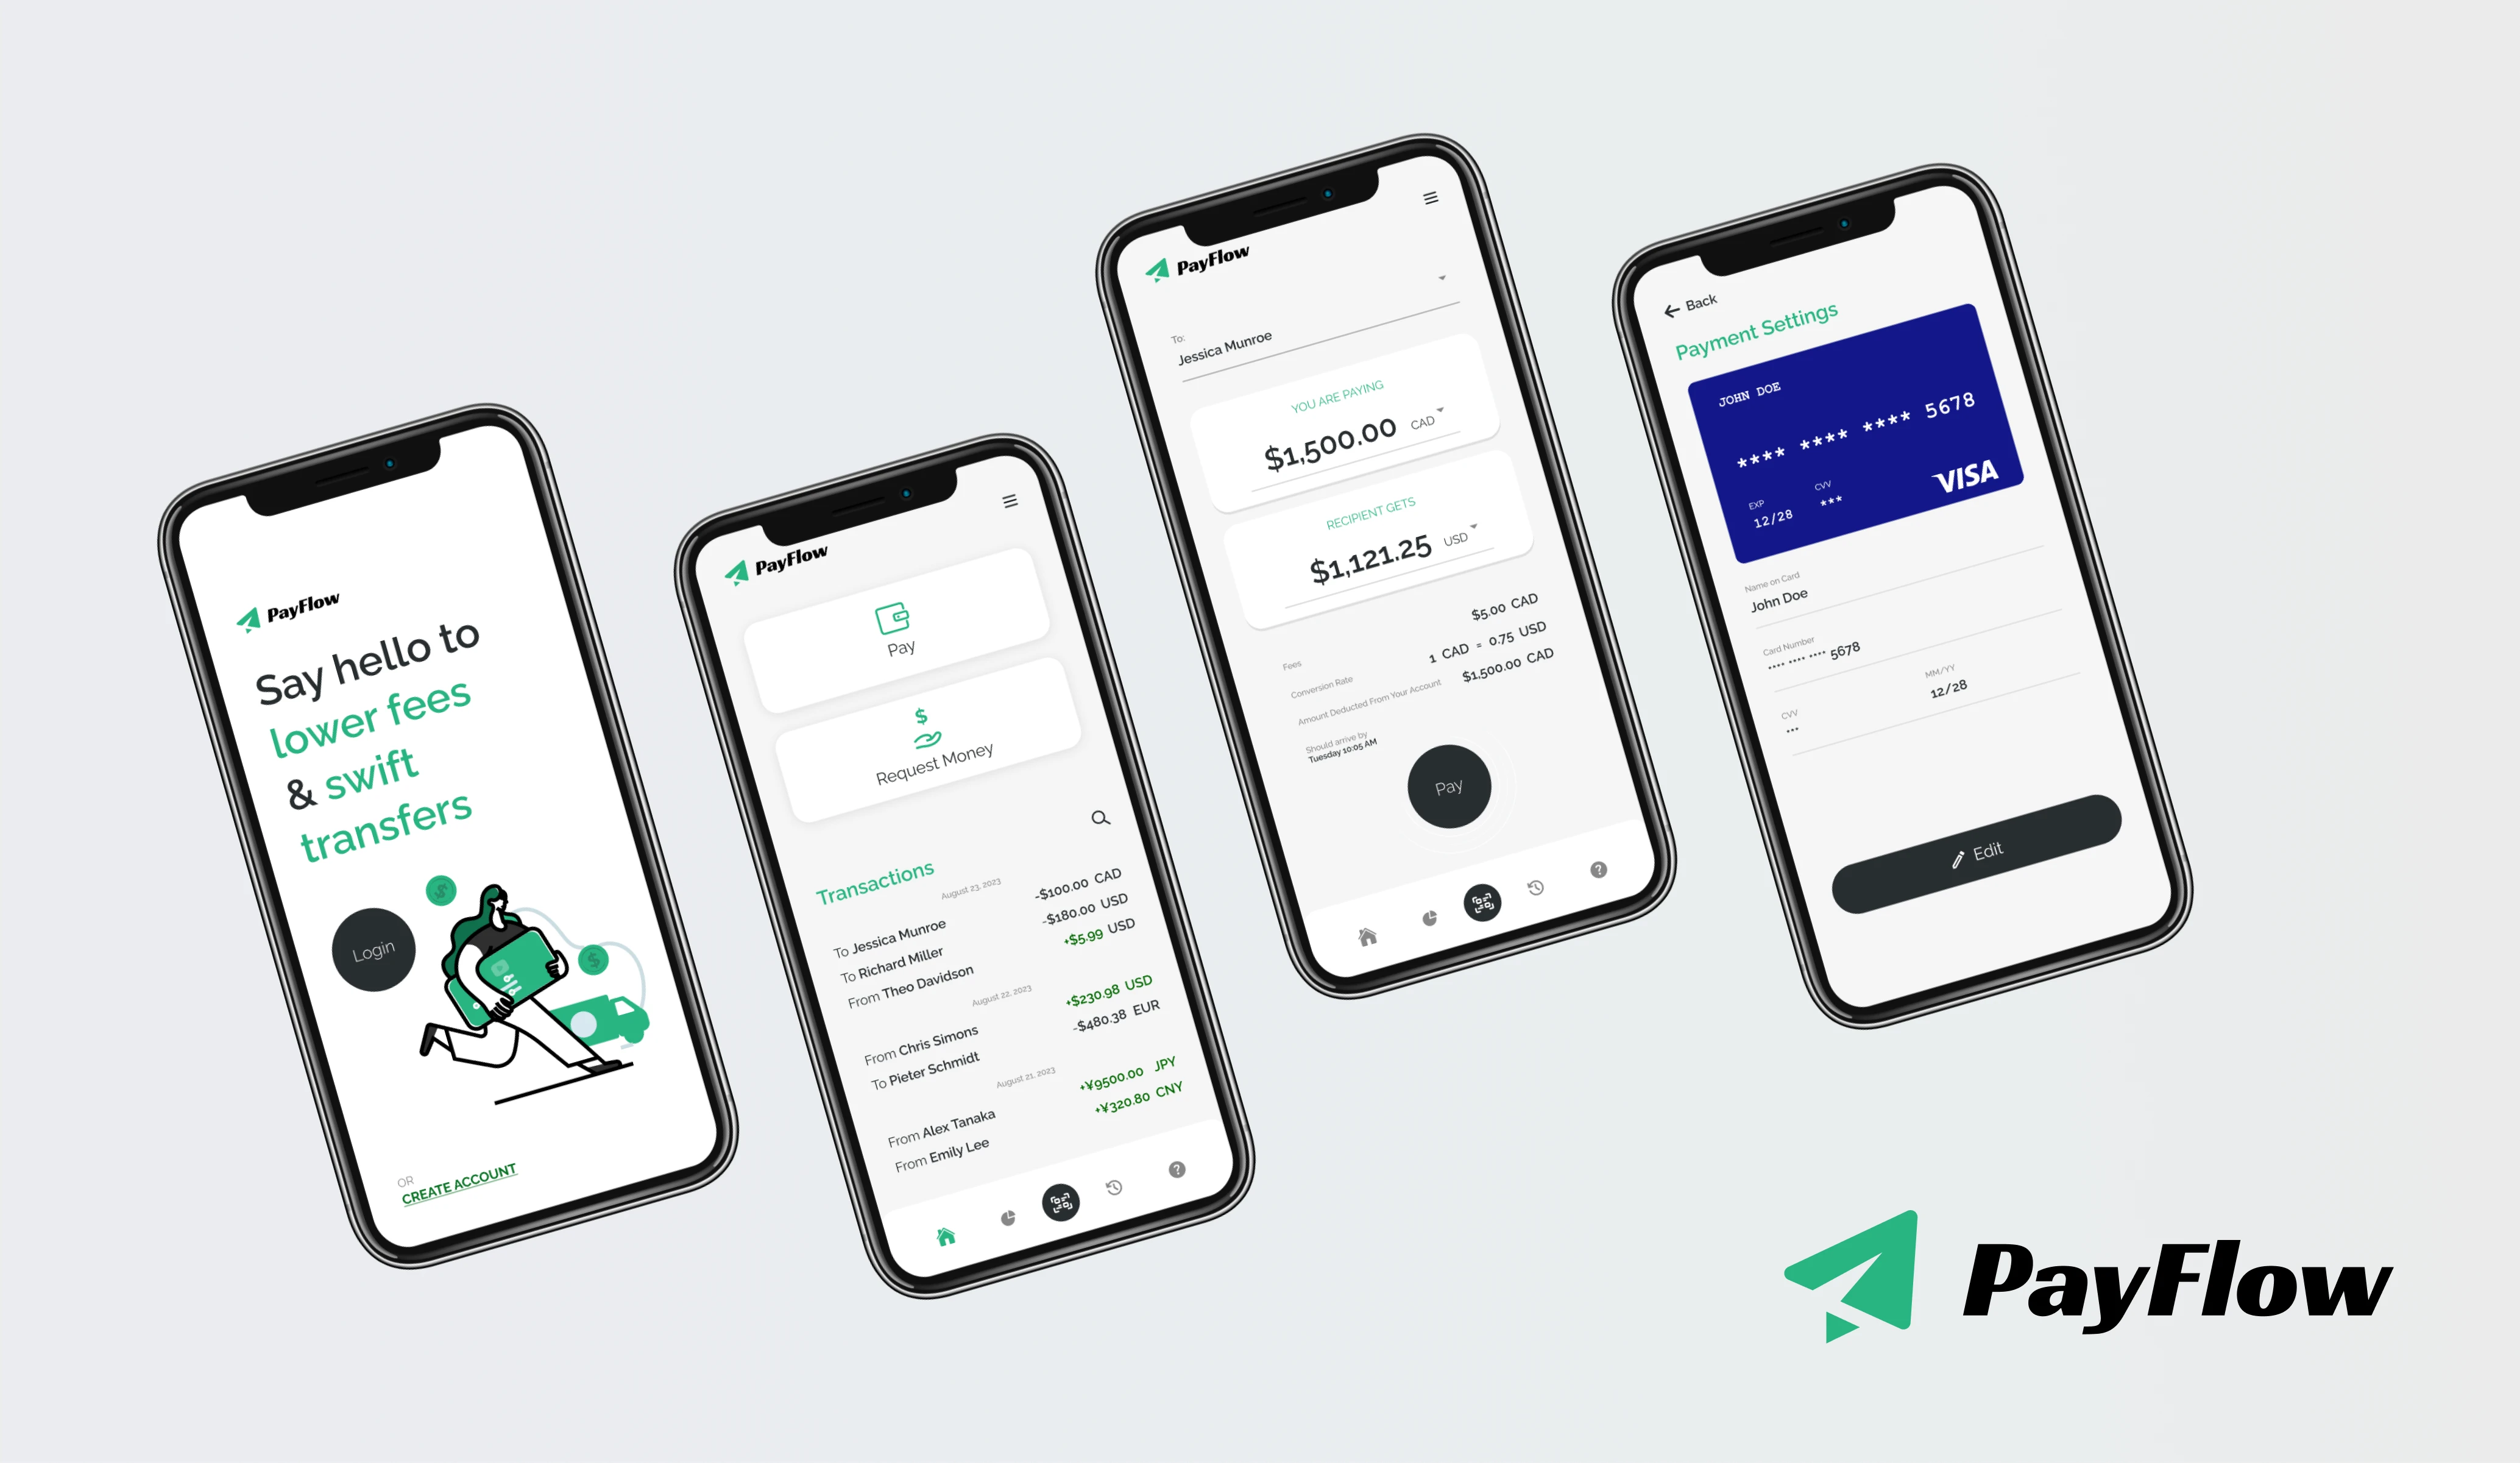 PayFlow
Say hello to
lower fees
& swift
transfers
Login
OR
CREATE ACCOUNT
PayFlow
Pay
$
Request Money
Transactions
August 23, 2023
To Jessica Munroe -$100.00 CAD
To Richard Miller -$180.00 USD
From Theo Davidson +$5.99 USD
August 22, 2023
From Chris Simons +$230.98 USD
To Pieter Schmidt -$480.38 EUR
August 21, 2023
From Alex Tanaka +¥9500.00 JPY
From Emily Lee +¥320.80 CNY
PayFlow
To:
Jessica Munroe
YOU ARE PAYING
$1,500.00 CAD
RECIPIENT GETS
$1,121.25 USD
Fees $5.00 CAD
Conversion Rate 1 CAD = 0.75 USD
Amount Deducted From Your Account $1,500.00 CAD
Should arrive by
Tuesday 10:05 AM
Pay
Back
Payment Settings
JOHN DOE
**** **** **** 5678
EXP CVV
12/28 ***
VISA
Name on Card
John Doe
Card Number
**** **** **** 5678
CVV MM/YY
*** 12/28
Edit
PayFlow